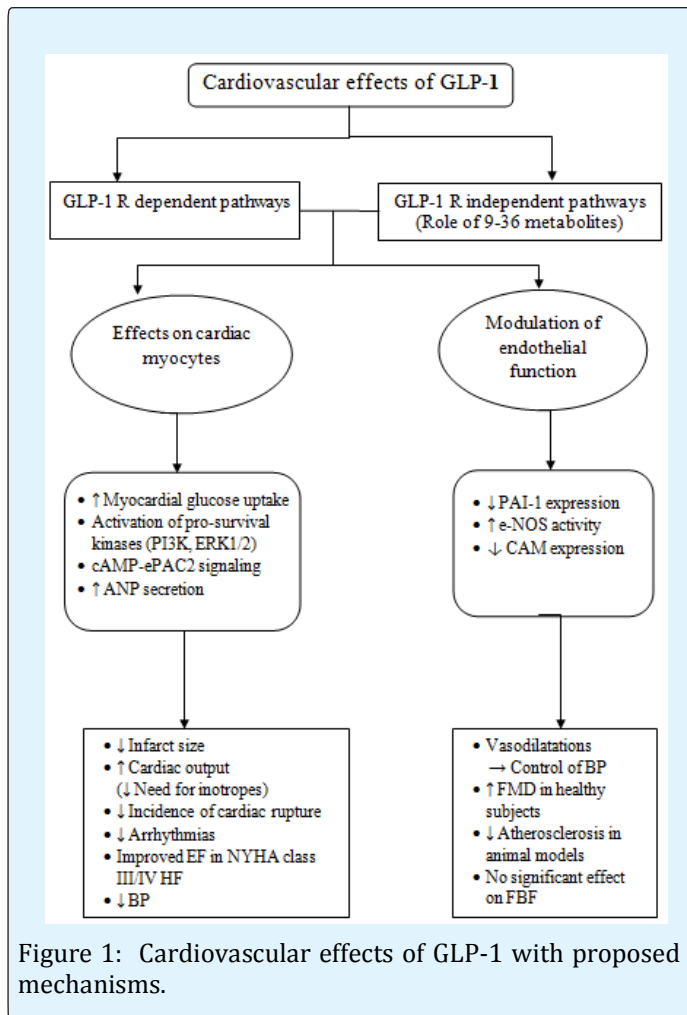 Cardiovascular effects of GLP-1
GLP-1 R dependent pathways
GLP-1 R independent pathways
(Role of 9-36 metabolites)
Effects on cardiac
myocytes
Modulation of
endothelial
function
• ↑Myocardial glucose uptake
• Activation of pro-survival
kinases (PI3K, ERK1/2)
• cAMP-ePAC2 signaling
• ↑ANP secretion
• ↓PAI-1 expression
• ↑e-NOS activity
• ↓ CAM expression
• ↓Infarct size
• ↑Cardiac output
(↓Need for inotropes)
• ↓Incidence of cardiac rupture
• ↓Arrhythmias
• Improved EF in NYHA class
III/IV HF
• ↓BP
• Vasodilatations
→ Control of BP
• ↑FMD in healthy
subjects
• ↓Atherosclerosis in
animal models
• No significant effect
on FBF
Figure 1: Cardiovascular effects of GLP-1 with proposed
mechanisms.